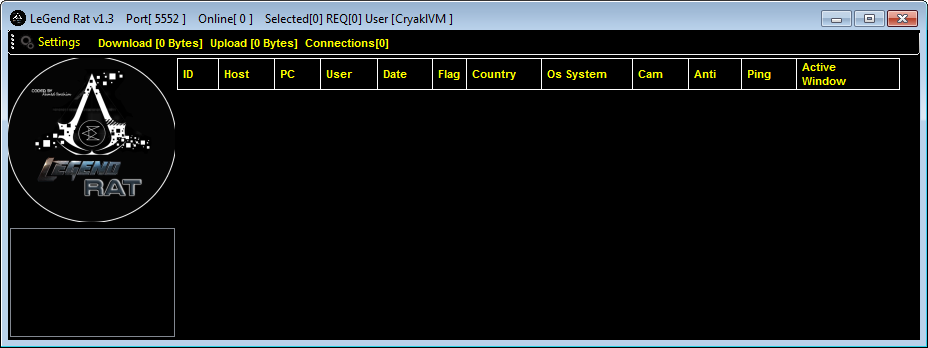 LeGend Rat v1.3 Port[ 5552 ] Online[ 0 ] Selected[0] REQ[0] User [CryakIVM ]
Settings Download [0 Bytes] Upload [0 Bytes] Connections[0]
ID Host PC User Date Flag Country Os System Cam Anti Ping Active
Window
CODED BY
LEGEND
RAT